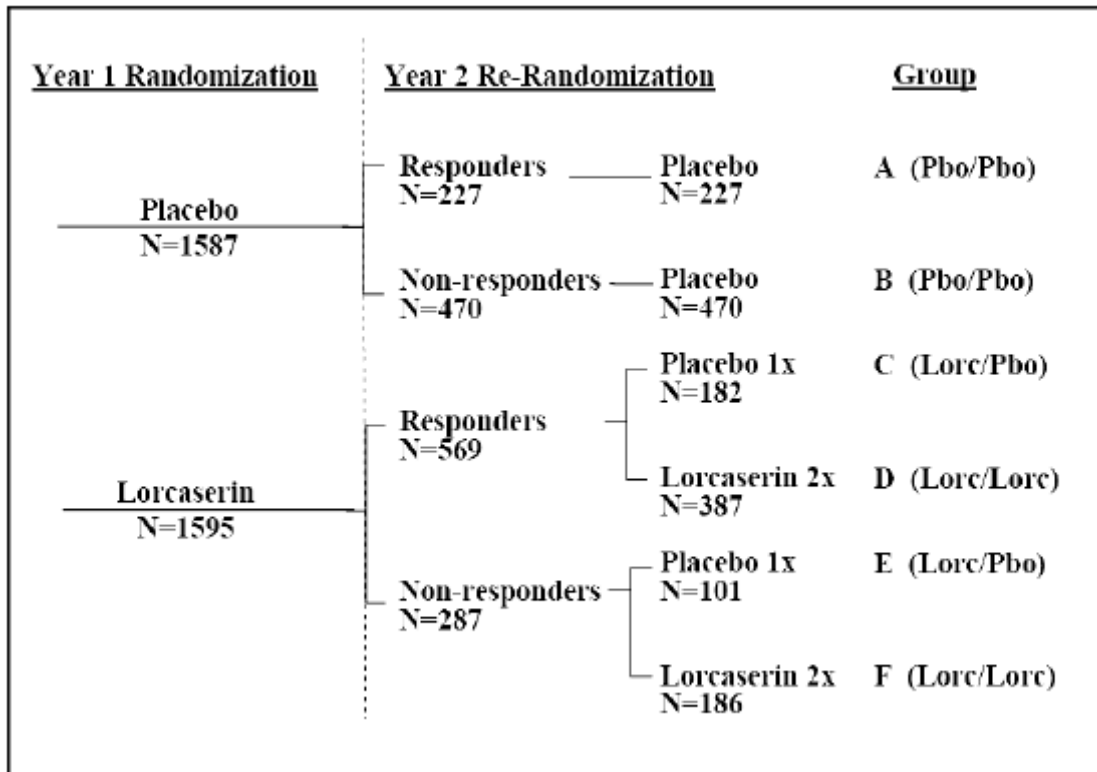 Year 1 Randomization Year 2 Re-Randomization Group
Responders Placebo A (Pbo/Pbo)
N=227 N=227
Placebo
N=1587
Non-responders Placebo B (Pbo/Pbo)
N=470 N=470
Placebo 1x C (Lorc/Pbo)
N=182
Responders
N=569
Lorcaserin 2x D (Lorc/Lorc)
N=387
Lorcaserin
N=1595
Placebo 1x E (Lorc/Pbo)
N=101
Non-responders
N=287
Lorcaserin 2x F (Lorc/Lorc)
N=186